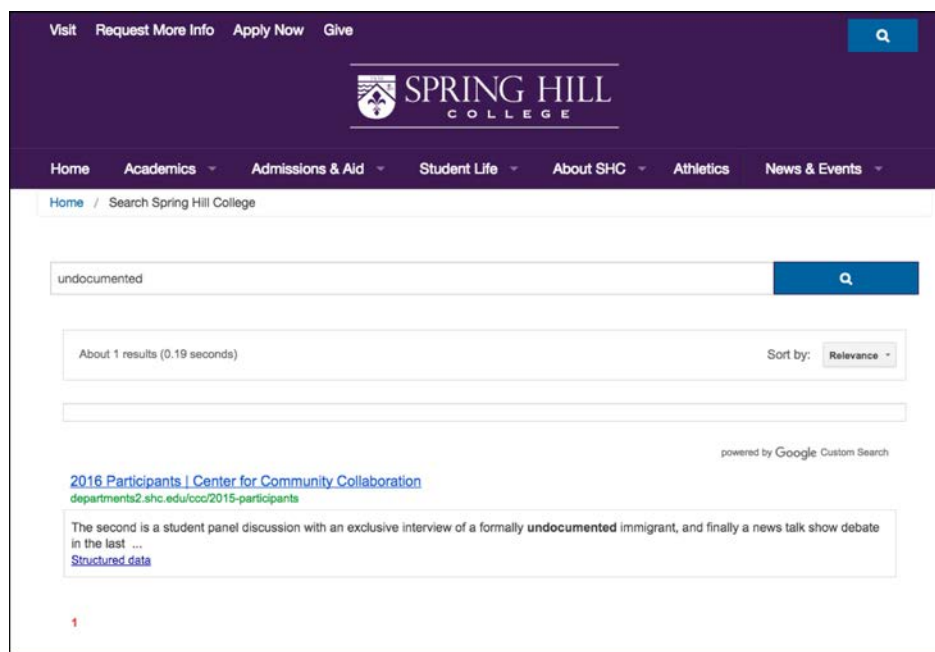 Visit Request More Info Apply Now Give
SPRING HILL
COLLEGE
Home Academics Admissions & Aid Student Life About SHC Athletics News & Events
Home / Search Spring Hill College
undocumented
About 1 results (0.19 seconds) Sort by: Relevance
powered by Google Custom Search
2016 Participants | Center for Community Collaboration
departments2.shc.edu/ccc/2015-participants
The second is a student panel discussion with an exclusive interview of a formally undocumented immigrant, and finally a news talk show debate
in the last ...
Structured data
1